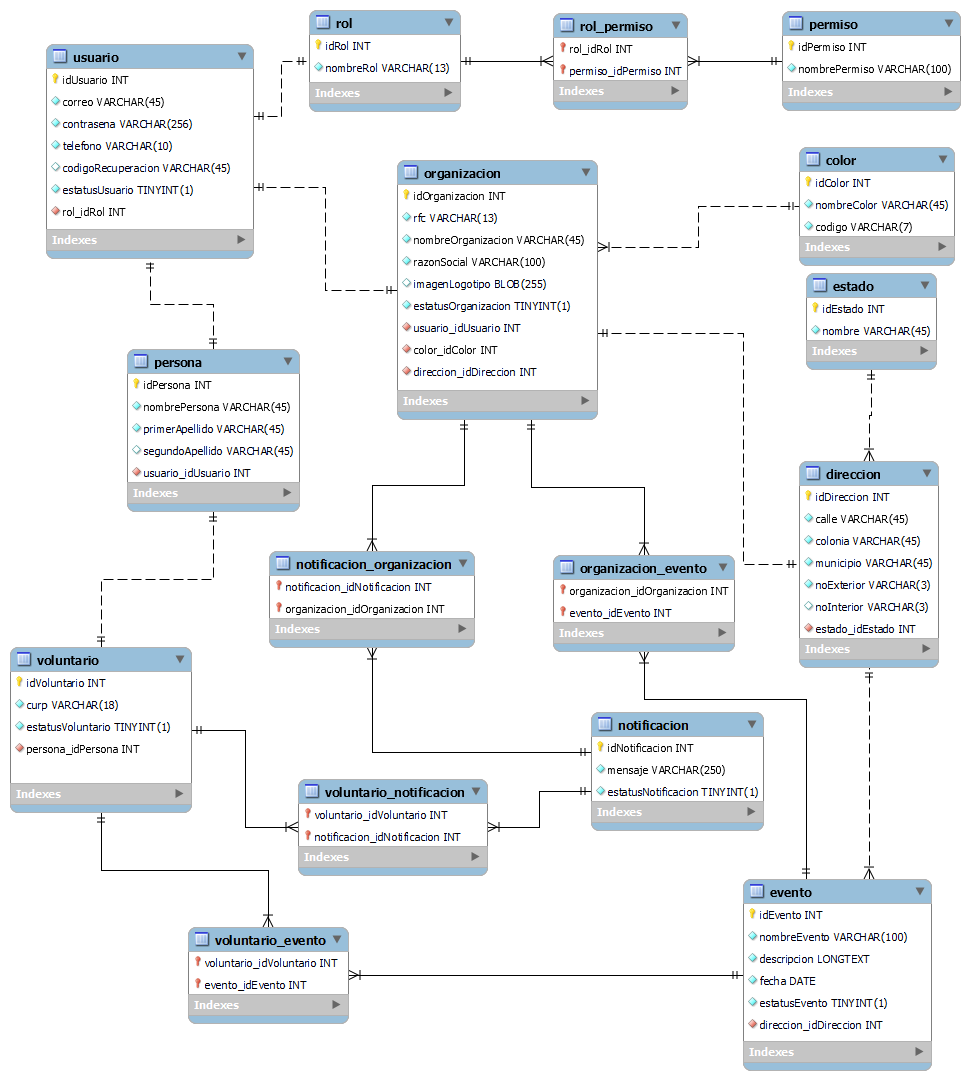 rol
idRol INT
nombreRol VARCHAR(13)
Indexes
rol_permiso
rol_idRol INT
permiso_idPermiso INT
Indexes
permiso
idPermiso INT
nombrePermiso VARCHAR(100)
Indexes
usuario
idUsuario INT
correo VARCHAR(45)
contrasena VARCHAR(256)
telefono VARCHAR(10)
codigoRecuperacion VARCHAR(45)
estatusUsuario TINYINT(1)
rol_idRol INT
Indexes
organizacion
idOrganizacion INT
rfc VARCHAR(13)
nombreOrganizacion VARCHAR(45)
razonSocial VARCHAR(100)
imagenLogotipo BLOB(255)
estatusOrganizacion TINYINT(1)
usuario_idUsuario INT
color_idColor INT
direccion_idDireccion INT
Indexes
color
idColor INT
nombreColor VARCHAR(45)
codigo VARCHAR(7)
Indexes
estado
idEstado INT
nombre VARCHAR(45)
Indexes
persona
idPersona INT
nombrePersona VARCHAR(45)
primerApellido VARCHAR(45)
segundoApellido VARCHAR(45)
usuario_idUsuario INT
Indexes
direccion
idDireccion INT
calle VARCHAR(45)
colonia VARCHAR(45)
municipio VARCHAR(45)
noExterior VARCHAR(3)
noInterior VARCHAR(3)
estado_idEstado INT
Indexes
notificacion_organizacion
notificacion_idNotificacion INT
organizacion_idOrganizacion INT
Indexes
organizacion_evento
organizacion_idOrganizacion INT
evento_idEvento INT
Indexes
voluntario
idVoluntario INT
curp VARCHAR(18)
estatusVoluntario TINYINT(1)
persona_idPersona INT
Indexes
notificacion
idNotificacion INT
mensaje VARCHAR(250)
estatusNotificacion TINYINT(1)
Indexes
voluntario_notificacion
voluntario_idVoluntario INT
notificacion_idNotificacion INT
Indexes
voluntario_evento
voluntario_idVoluntario INT
evento_idEvento INT
Indexes
evento
idEvento INT
nombreEvento VARCHAR(100)
descripcion LONGTEXT
fecha DATE
estatusEvento TINYINT(1)
direccion_idDireccion INT
Indexes